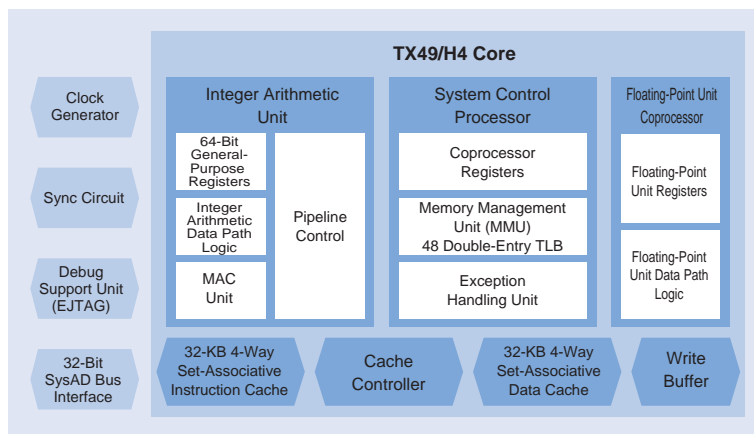 TX49/H4 Core
Clock
Generator
Sync Circuit
Debug
Support Unit
(EJTAG)
32-Bit
SysAD Bus
Interface
Integer Arithmetic
Unit
64-Bit
General-
Purpose
Registers
Integer
Arithmetic
Data Path
Logic
MAC
Unit
Pipeline
Control
System Control
Processor
Coprocessor
Registers
Memory Management
Unit (MMU)
48 Double-Entry TLB
Exception
Handling Unit
Floating-Point Unit
Coprocessor
Floating-Point
Unit Registers
Floating-Point
Unit Data Path
Logic
32-KB 4-Way
Set-Associative
Instruction Cache
Cache
Controller
32-KB 4-Way
Set-Associative
Data Cache
Write
Buffer